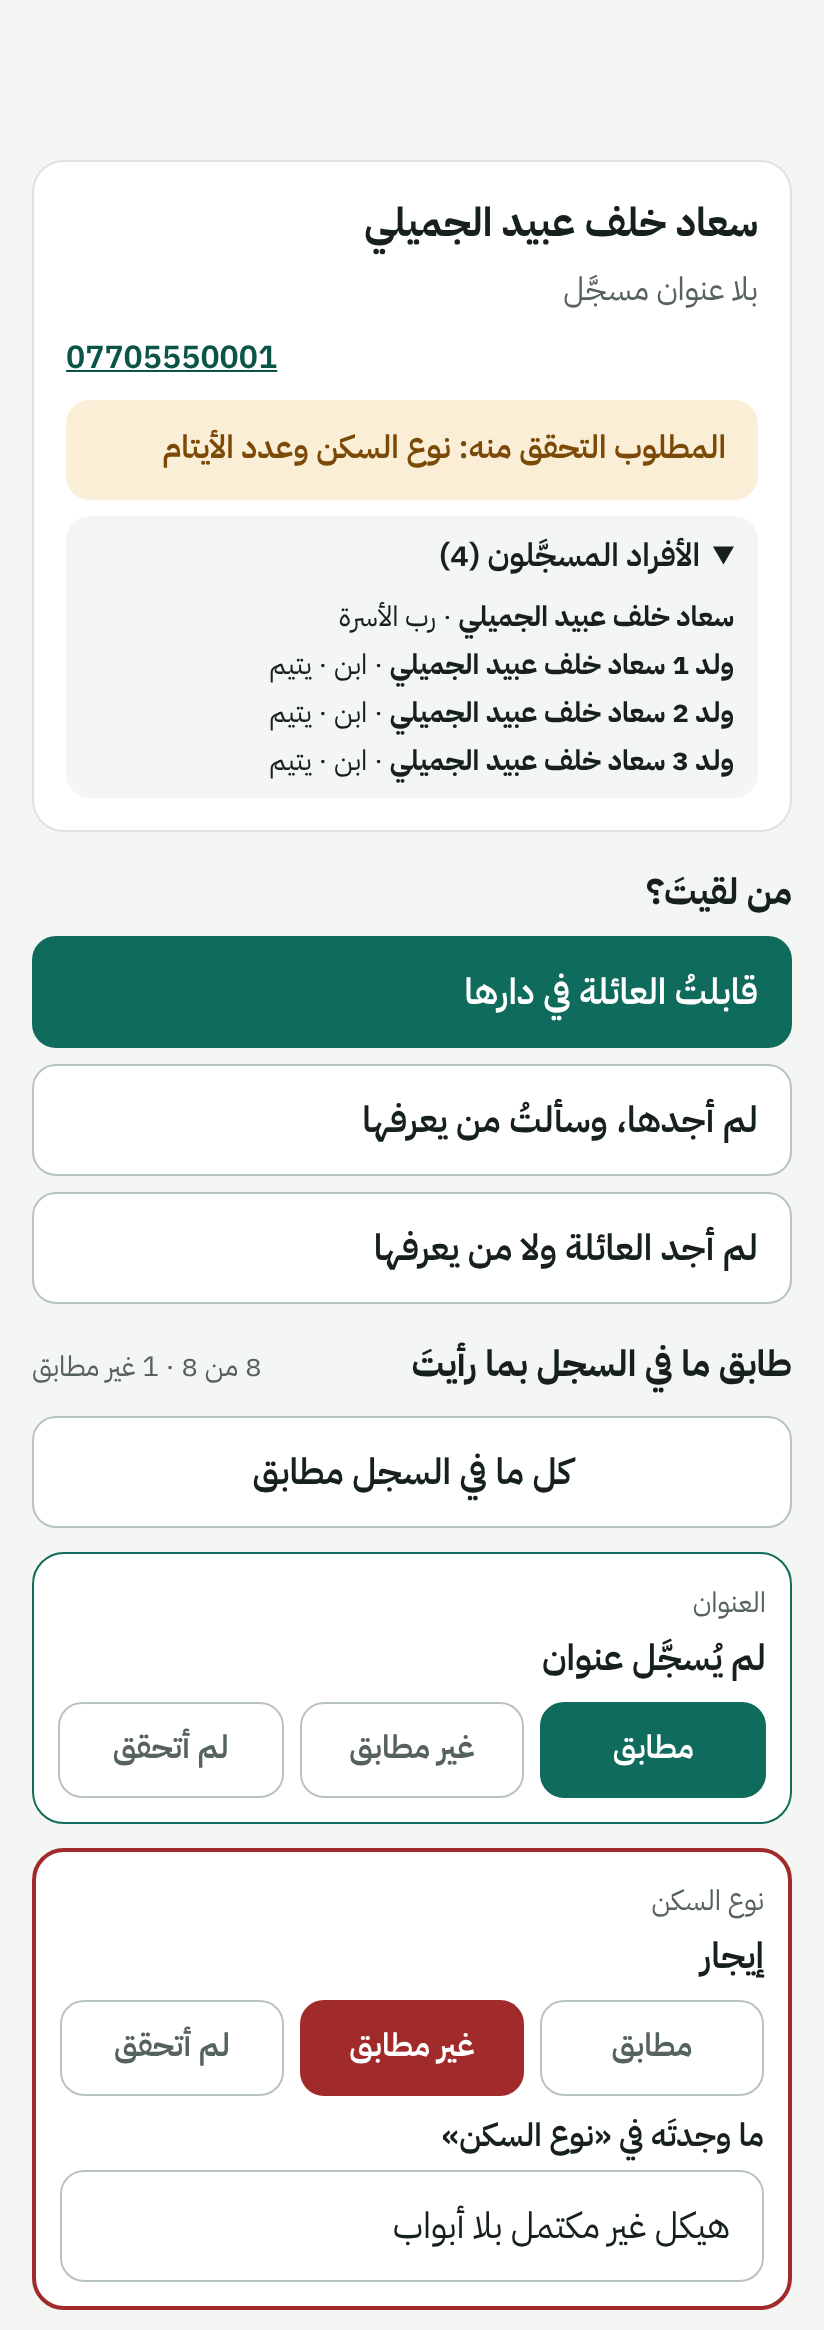 سعاد خلف عبيد الجميلي
بلا عنوان مسجَّل
07705550001
المطلوب التحقق منه: نوع السكن وعدد الأيتام
▼ الأفراد المسجَّلون (4)
سعاد خلف عبيد الجميلي · رب الأسرة
ولد 1 سعاد خلف عبيد الجميلي · ابن · يتيم
ولد 2 سعاد خلف عبيد الجميلي · ابن · يتيم
ولد 3 سعاد خلف عبيد الجميلي · ابن · يتيم
من لقيتَ؟
قابلتُ العائلة في دارها
لم أجدها، وسألتُ من يعرفها
لم أجد العائلة ولا من يعرفها
طابق ما في السجل بما رأيتَ
8 من 8 · 1 غير مطابق
كل ما في السجل مطابق
العنوان
لم يُسجَّل عنوان
مطابق
غير مطابق
لم أتحقق
نوع السكن
إيجار
مطابق
غير مطابق
لم أتحقق
ما وجدتَه في «نوع السكن»
هيكل غير مكتمل بلا أبواب